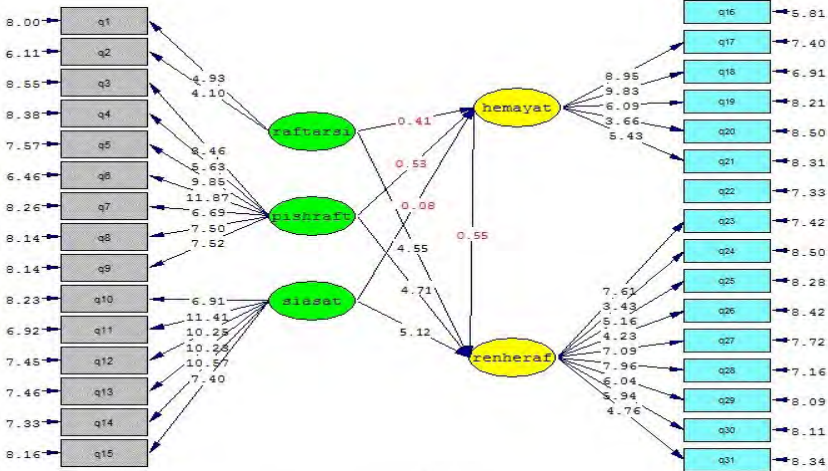 8.00 q1
6.11 q2
8.55 q3
8.38 q4
7.57 q5
6.46 q6
8.26 q7
8.14 q8
8.14 q9
8.23 q10
6.92 q11
7.45 q12
7.46 q13
7.33 q14
8.16 q15
4.93
4.10
8.46
5.63
9.85
11.87
6.69
7.50
7.52
6.91
11.41
10.25
10.23
10.57
7.40
raftarsi
pishraft
siasat
0.41
0.53
0.08
4.55
4.71
5.12
0.55
hemayat
renheraf
8.95
9.83
6.09
3.66
5.43
7.61
3.43
5.16
4.23
7.09
7.96
6.04
5.94
4.76
q16 5.81
q17 7.40
q18 6.91
q19 8.21
q20 8.50
q21 8.31
q22 7.33
q23 7.42
q24 8.50
q25 8.28
q26 8.42
q27 7.72
q28 7.16
q29 8.09
q30 8.11
q31 8.34